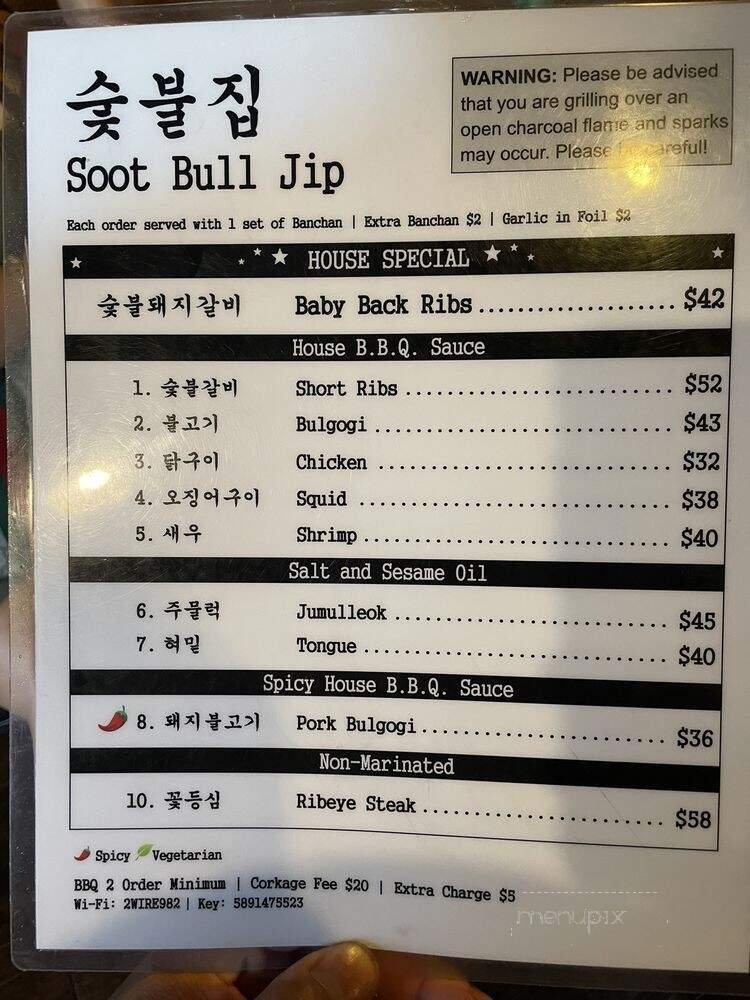 숯불집
Soot Bull Jip
WARNING: Please be advised
that you are grilling over an
open charcoal flame and sparks
may occur. Please be careful!
Each order served with 1 set of Banchan | Extra Banchan $2 | Garlic in Foil $2
HOUSE SPECIAL
숯불돼지갈비 Baby Back Ribs.................... $42
House B.B.Q. Sauce
1. 숯불갈비 Short Ribs .......................... $52
2. 불고기 Bulgogi ............................. $43
3. 닭구이 Chicken ............................ $32
4. 오징어구이 Squid .............................. $38
5. 새우 Shrimp .............................. $40
Salt and Sesame Oil
6. 주물럭 Jumulleok ........................... $45
7. 혀밑 Tongue .............................. $40
Spicy House B.B.Q. Sauce
8. 돼지불고기 Pork Bulgogi........................ $36
Non-Marinated
10. 꽃등심 Ribeye Steak ........................ $58
Spicy Vegetarian
BBQ 2 Order Minimum | Corkage Fee $20 | Extra Charge $5
Wi-Fi: 2WIRE982 | Key: 5891475523
menupix